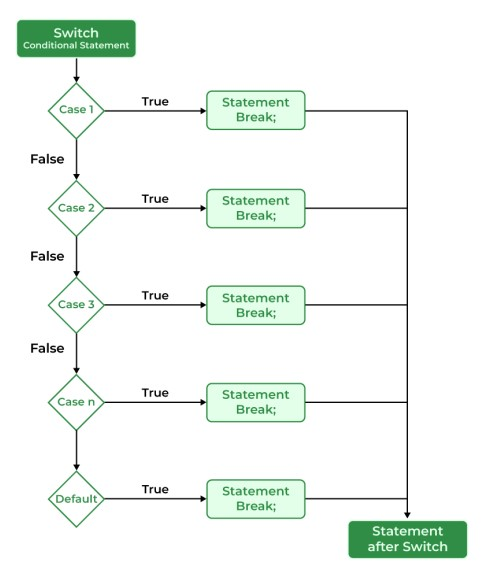 Switch
Conditional Statement
Case 1
True
Statement
Break;
False
Case 2
True
Statement
Break;
False
Case 3
True
Statement
Break;
False
Case n
True
Statement
Break;
Default
True
Statement
Break;
Statement
after Switch